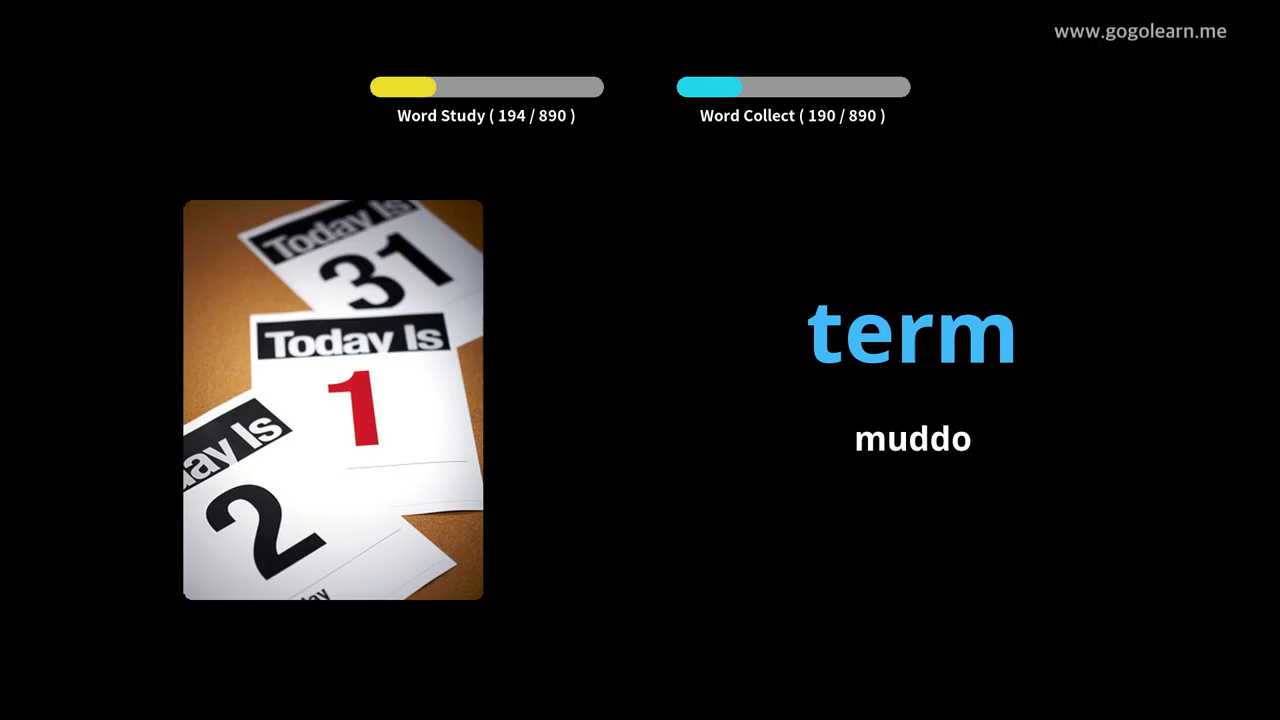 www.gogolearn.me
Word Study ( 194 / 890 )
Word Collect ( 190 / 890 )
Today Is
31
Today Is
1
ay Is
2
ay
term
muddo